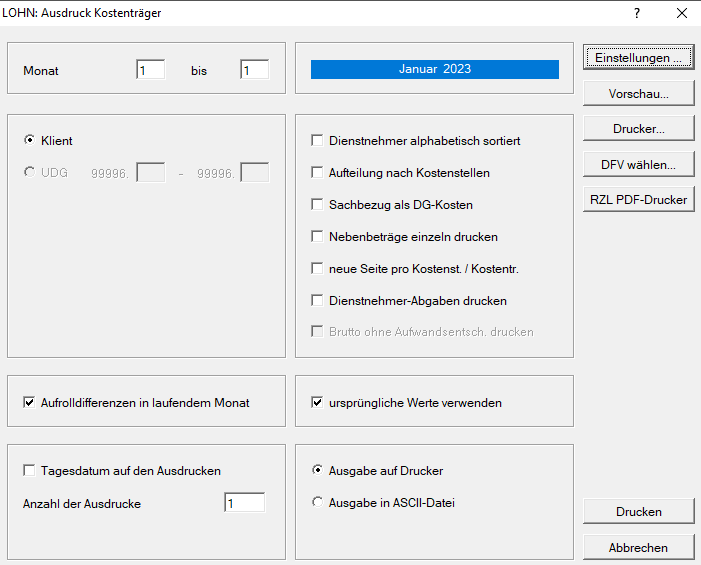 LOHN: Ausdruck Kostenträger ?
Monat 1 bis 1
Januar 2023
Einstellungen ...
Vorschau...
Drucker...
DFV wählen...
RZL PDF-Drucker
Klient
UDG 99996. - 99996.
Dienstnehmer alphabetisch sortiert
Aufteilung nach Kostenstellen
Sachbezug als DG-Kosten
Nebenbeträge einzeln drucken
neue Seite pro Kostenst. / Kostentr.
Dienstnehmer-Abgaben drucken
Brutto ohne Aufwandsentsch. drucken
Aufrolldifferenzen in laufendem Monat
ursprüngliche Werte verwenden
Tagesdatum auf den Ausdrucken
Anzahl der Ausdrucke 1
Ausgabe auf Drucker
Ausgabe in ASCII-Datei
Drucken
Abbrechen